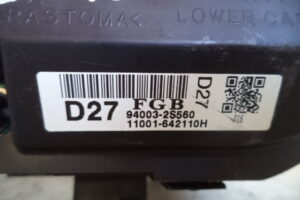 LOWER CA
D27 FGB D27
94003-2S560
11001-642110H